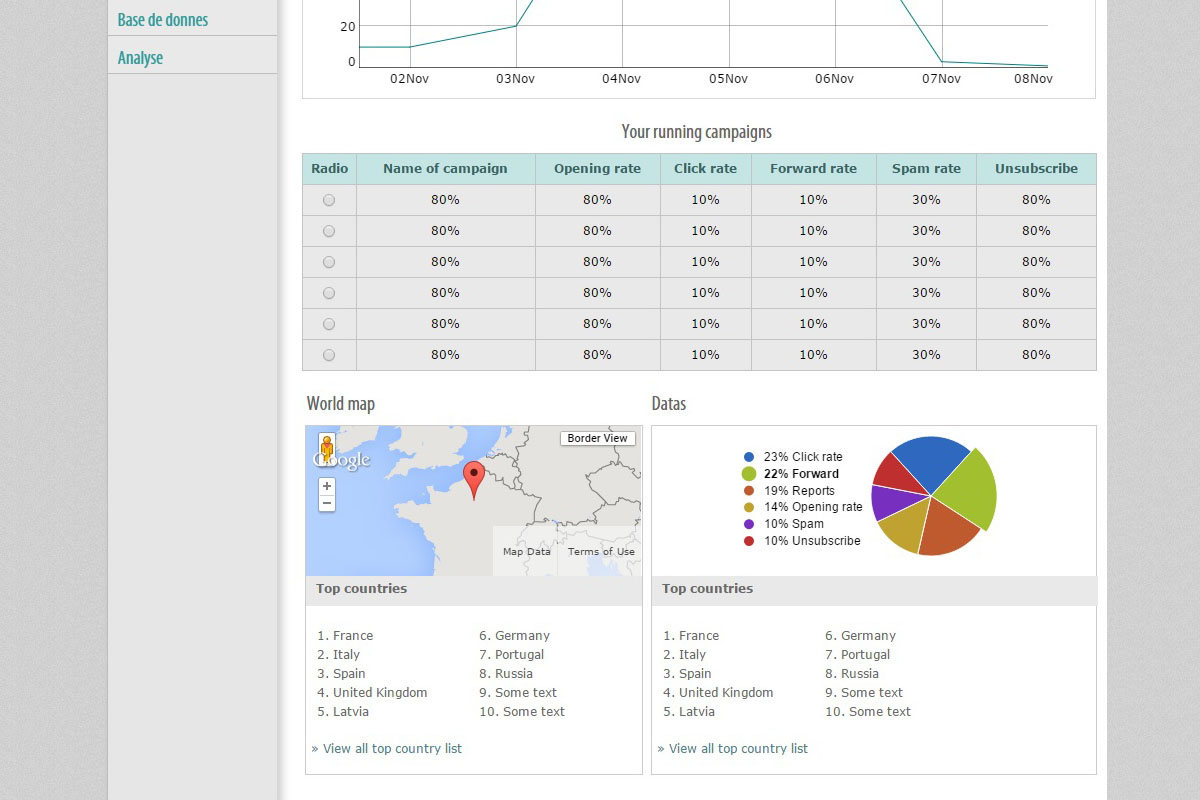 Base de donnes
Analyse
20
0
02Nov 03Nov 04Nov 05Nov 06Nov 07Nov 08Nov
Your running campaigns
Radio Name of campaign Opening rate Click rate Forward rate Spam rate Unsubscribe
80% 80% 10% 10% 30% 80%
80% 80% 10% 10% 30% 80%
80% 80% 10% 10% 30% 80%
80% 80% 10% 10% 30% 80%
80% 80% 10% 10% 30% 80%
80% 80% 10% 10% 30% 80%
World map
Border View
Google
+
−
Map Data Terms of Use
Top countries
1. France
2. Italy
3. Spain
4. United Kingdom
5. Latvia
6. Germany
7. Portugal
8. Russia
9. Some text
10. Some text
» View all top country list
Datas
23% Click rate
22% Forward
19% Reports
14% Opening rate
10% Spam
10% Unsubscribe
Top countries
1. France
2. Italy
3. Spain
4. United Kingdom
5. Latvia
6. Germany
7. Portugal
8. Russia
9. Some text
10. Some text
» View all top country list